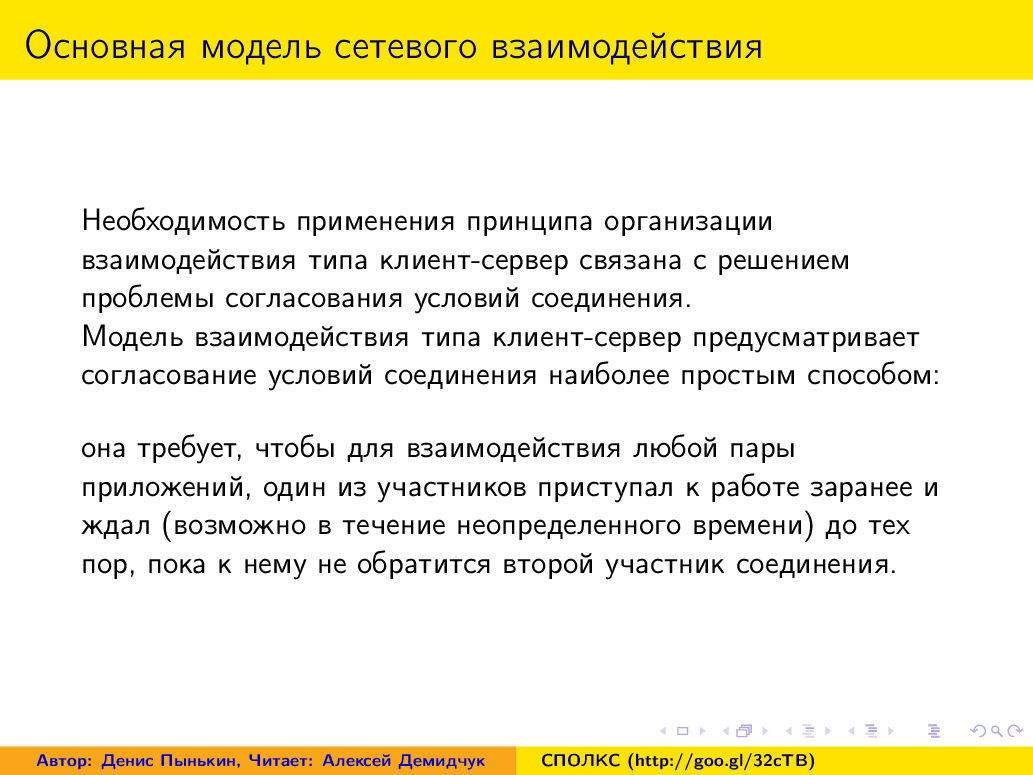 Основная модель сетевого взаимодействия
Необходимость применения принципа организации
взаимодействия типа клиент-сервер связана с решением
проблемы согласования условий соединения.
Модель взаимодействия типа клиент-сервер предусматривает
согласование условий соединения наиболее простым способом:
она требует, чтобы для взаимодействия любой пары
приложений, один из участников приступал к работе заранее и
ждал (возможно в течение неопределенного времени) до тех
пор, пока к нему не обратится второй участник соединения.
Автор: Денис Пынькин, Читает: Алексей Демидчук
СПОЛКС (http://goo.gl/32cTB)